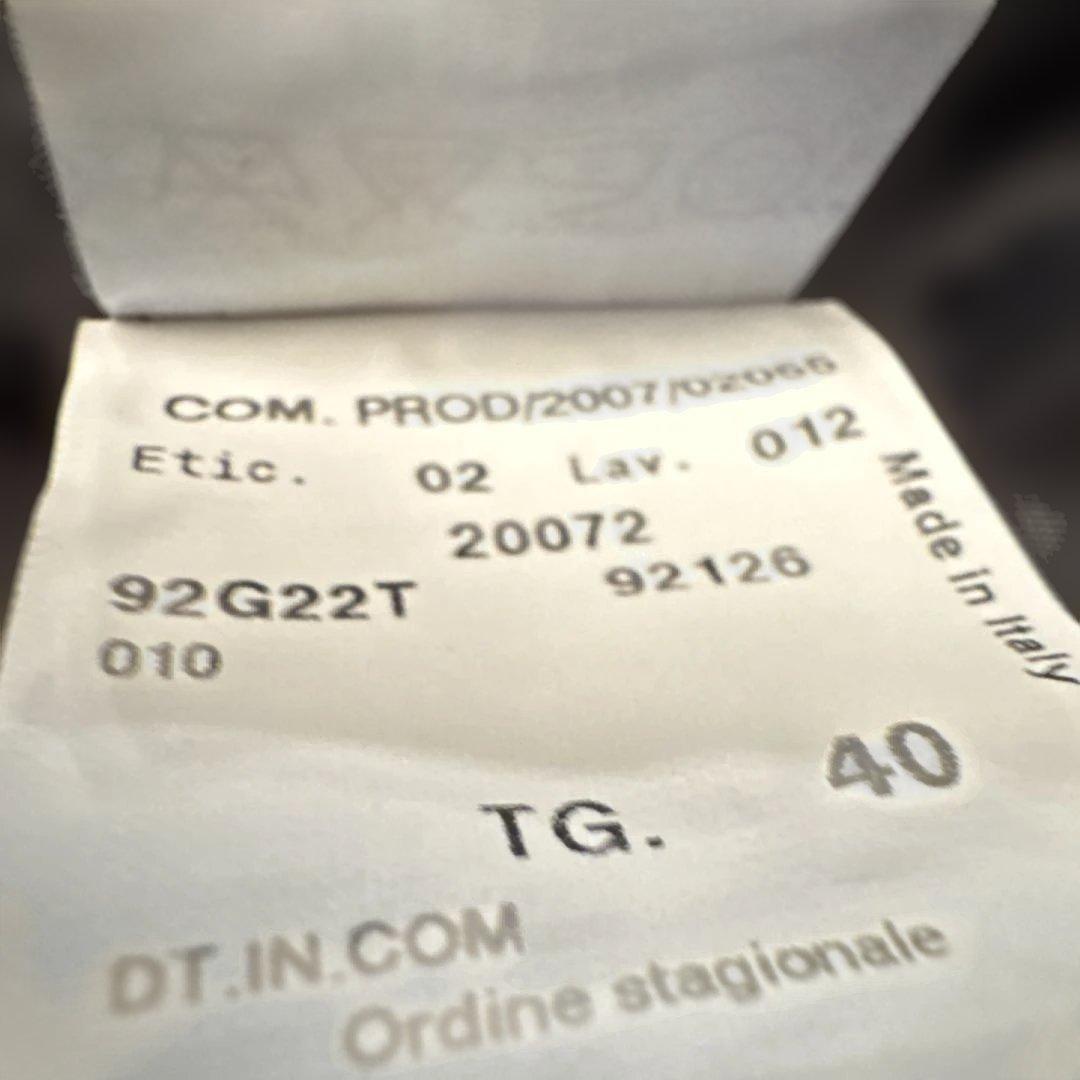 COM. PROD/2007/02066
Etic. 02 Lav. 012
20072
92G22T 92126
010
TG. 40
DT.IN.COM
Ordine stagionale
Made in Italy